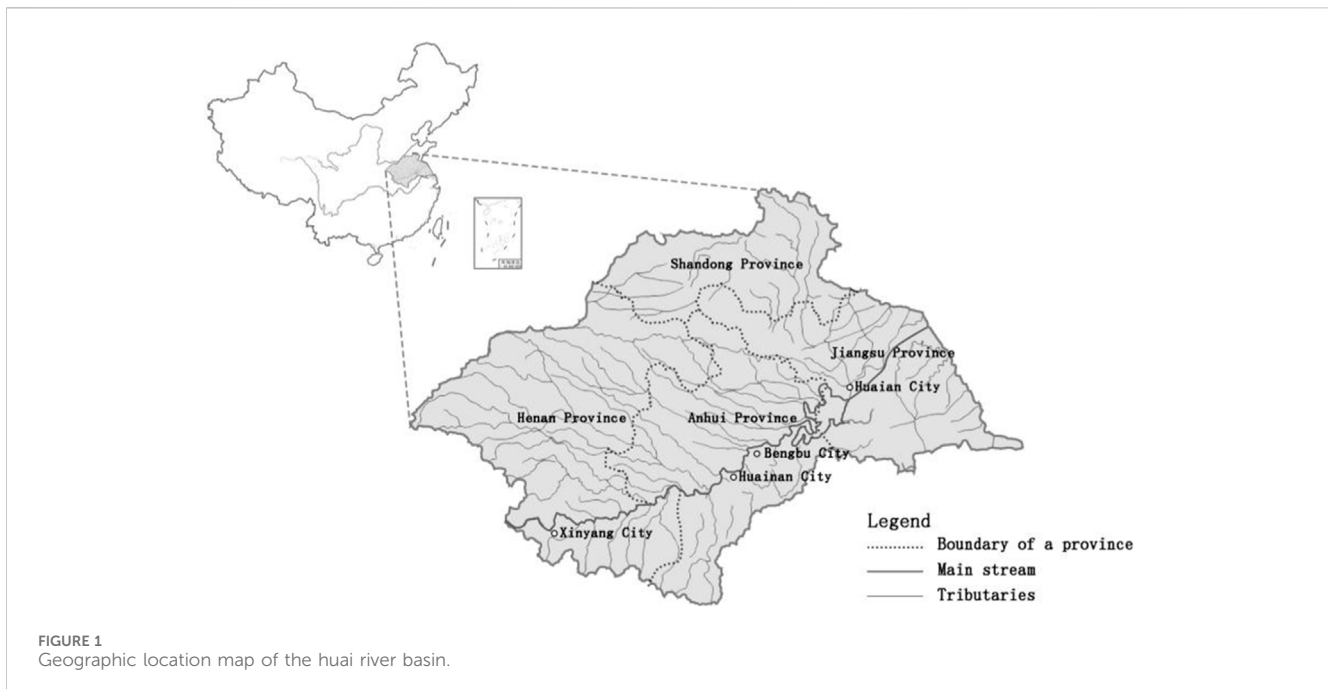 Shandong Province
Jiangsu Province
Huaian City
Henan Province
Anhui Province
Bengbu City
Huainan City
Xinyang City
Legend
Boundary of a province
Main stream
Tributaries
FIGURE 1
Geographic location map of the huai river basin.